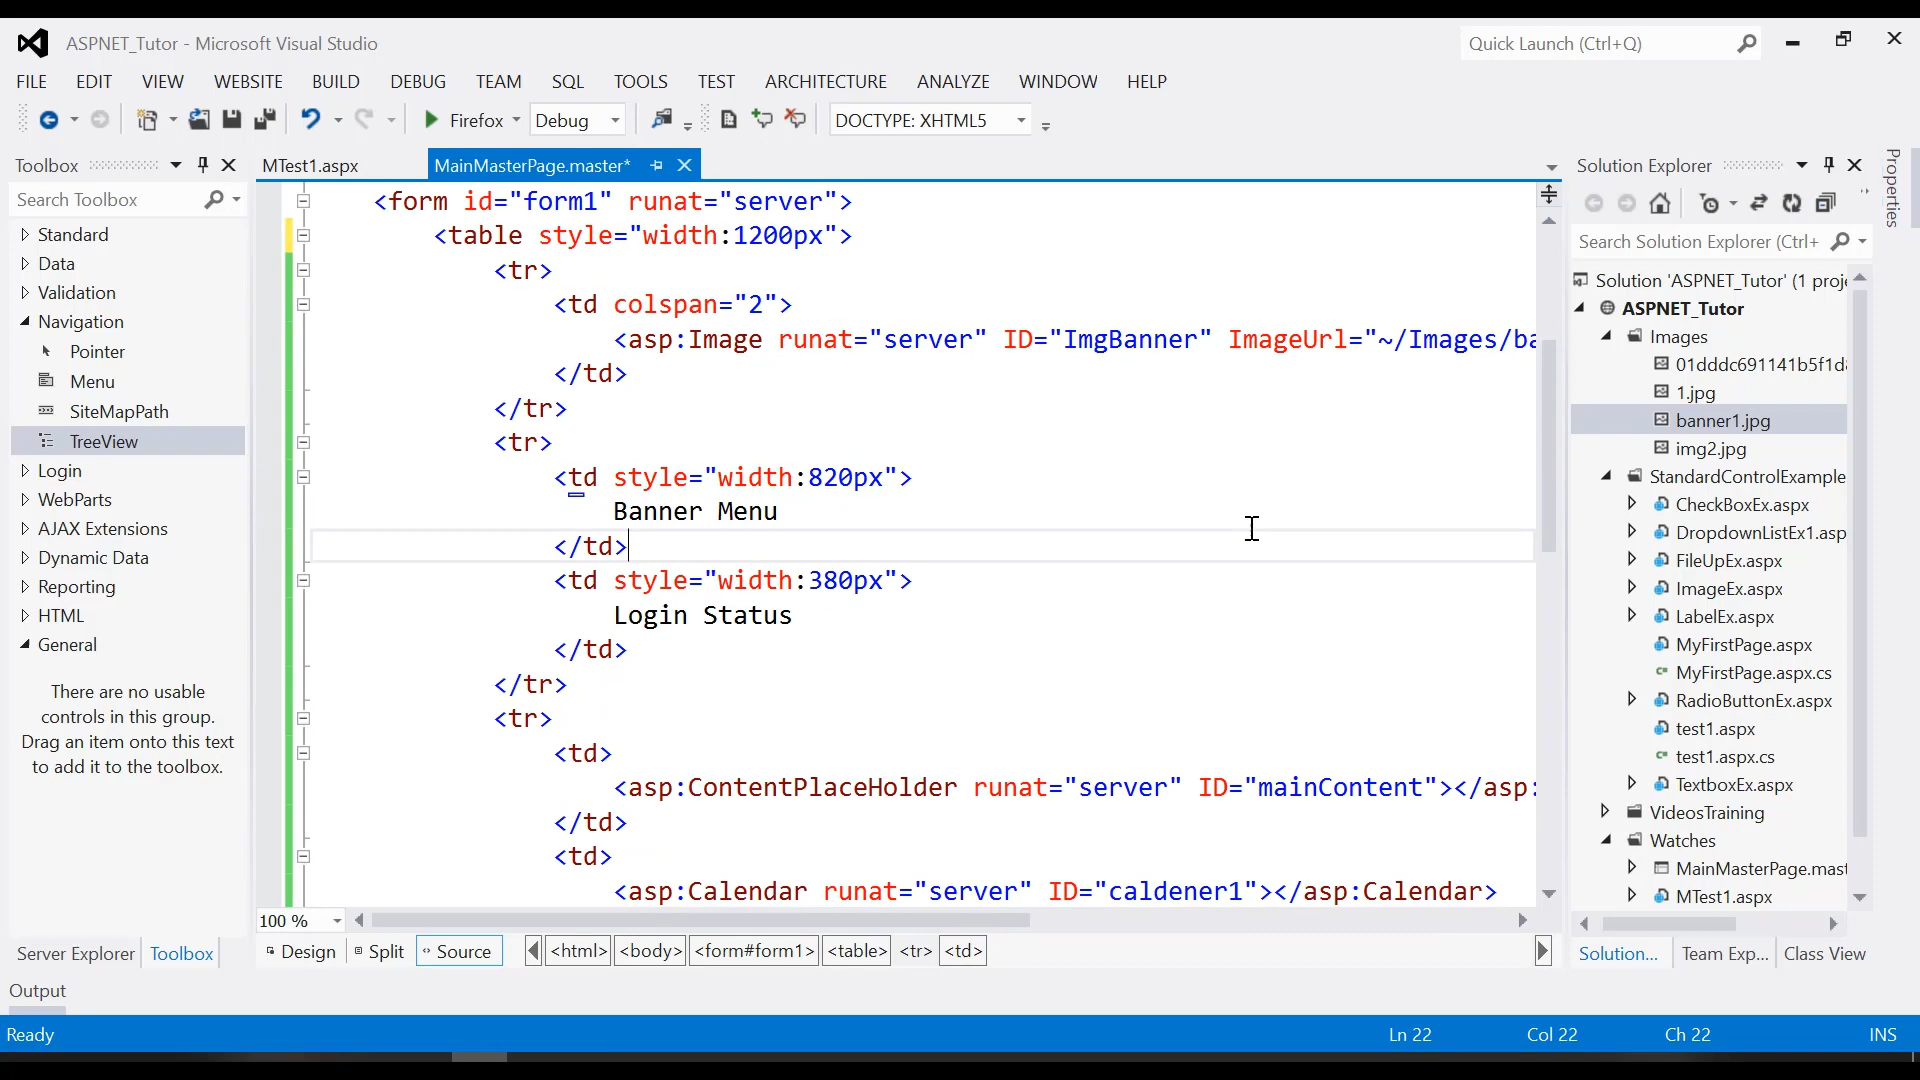 ASPNET_Tutor - Microsoft Visual Studio
Quick Launch (Ctrl+Q)
FILE EDIT VIEW WEBSITE BUILD DEBUG TEAM SQL TOOLS TEST ARCHITECTURE ANALYZE WINDOW HELP
Firefox Debug DOCTYPE: XHTML5
Toolbox
Search Toolbox
Standard
Data
Validation
Navigation
Pointer
Menu
SiteMapPath
TreeView
Login
WebParts
AJAX Extensions
Dynamic Data
Reporting
HTML
General
There are no usable
controls in this group.
Drag an item onto this text
to add it to the toolbox.
Server Explorer Toolbox
MTest1.aspx MainMasterPage.master*
<form id="form1" runat="server">
<table style="width:1200px">
<tr>
<td colspan="2">
<asp:Image runat="server" ID="ImgBanner" ImageUrl="~/Images/ba
</td>
</tr>
<tr>
<td style="width:820px">
Banner Menu
</td>
<td style="width:380px">
Login Status
</td>
</tr>
<tr>
<td>
<asp:ContentPlaceHolder runat="server" ID="mainContent"></asp:
</td>
<td>
<asp:Calendar runat="server" ID="caldener1"></asp:Calendar>
100 %
Design Split Source <html> <body> <form#form1> <table> <tr> <td>
Solution Explorer
Search Solution Explorer (Ctrl+
Solution 'ASPNET_Tutor' (1 proje
ASPNET_Tutor
Images
01dddc691141b5f1d
1.jpg
banner1.jpg
img2.jpg
StandardControlExample
CheckBoxEx.aspx
DropdownListEx1.asp
FileUpEx.aspx
ImageEx.aspx
LabelEx.aspx
MyFirstPage.aspx
MyFirstPage.aspx.cs
RadioButtonEx.aspx
test1.aspx
test1.aspx.cs
TextboxEx.aspx
VideosTraining
Watches
MainMasterPage.mast
MTest1.aspx
Solution... Team Exp... Class View
Properties
Output
Ready Ln 22 Col 22 Ch 22 INS